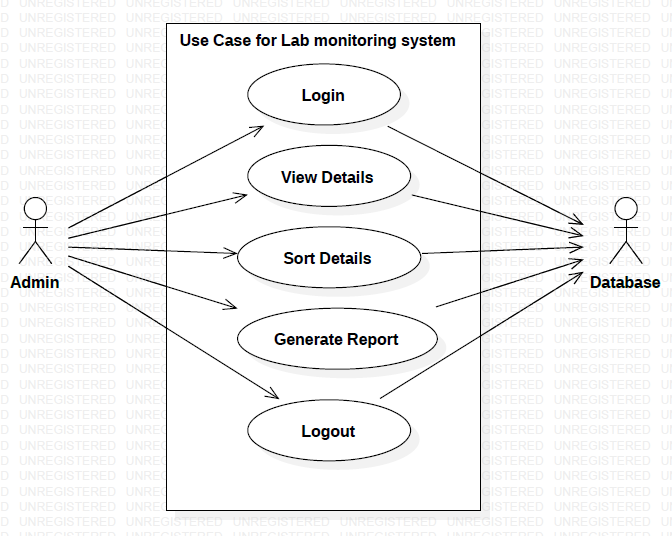 Use Case for Lab monitoring system
Login
View Details
Sort Details
Generate Report
Logout
Admin
Database
UNREGISTERED